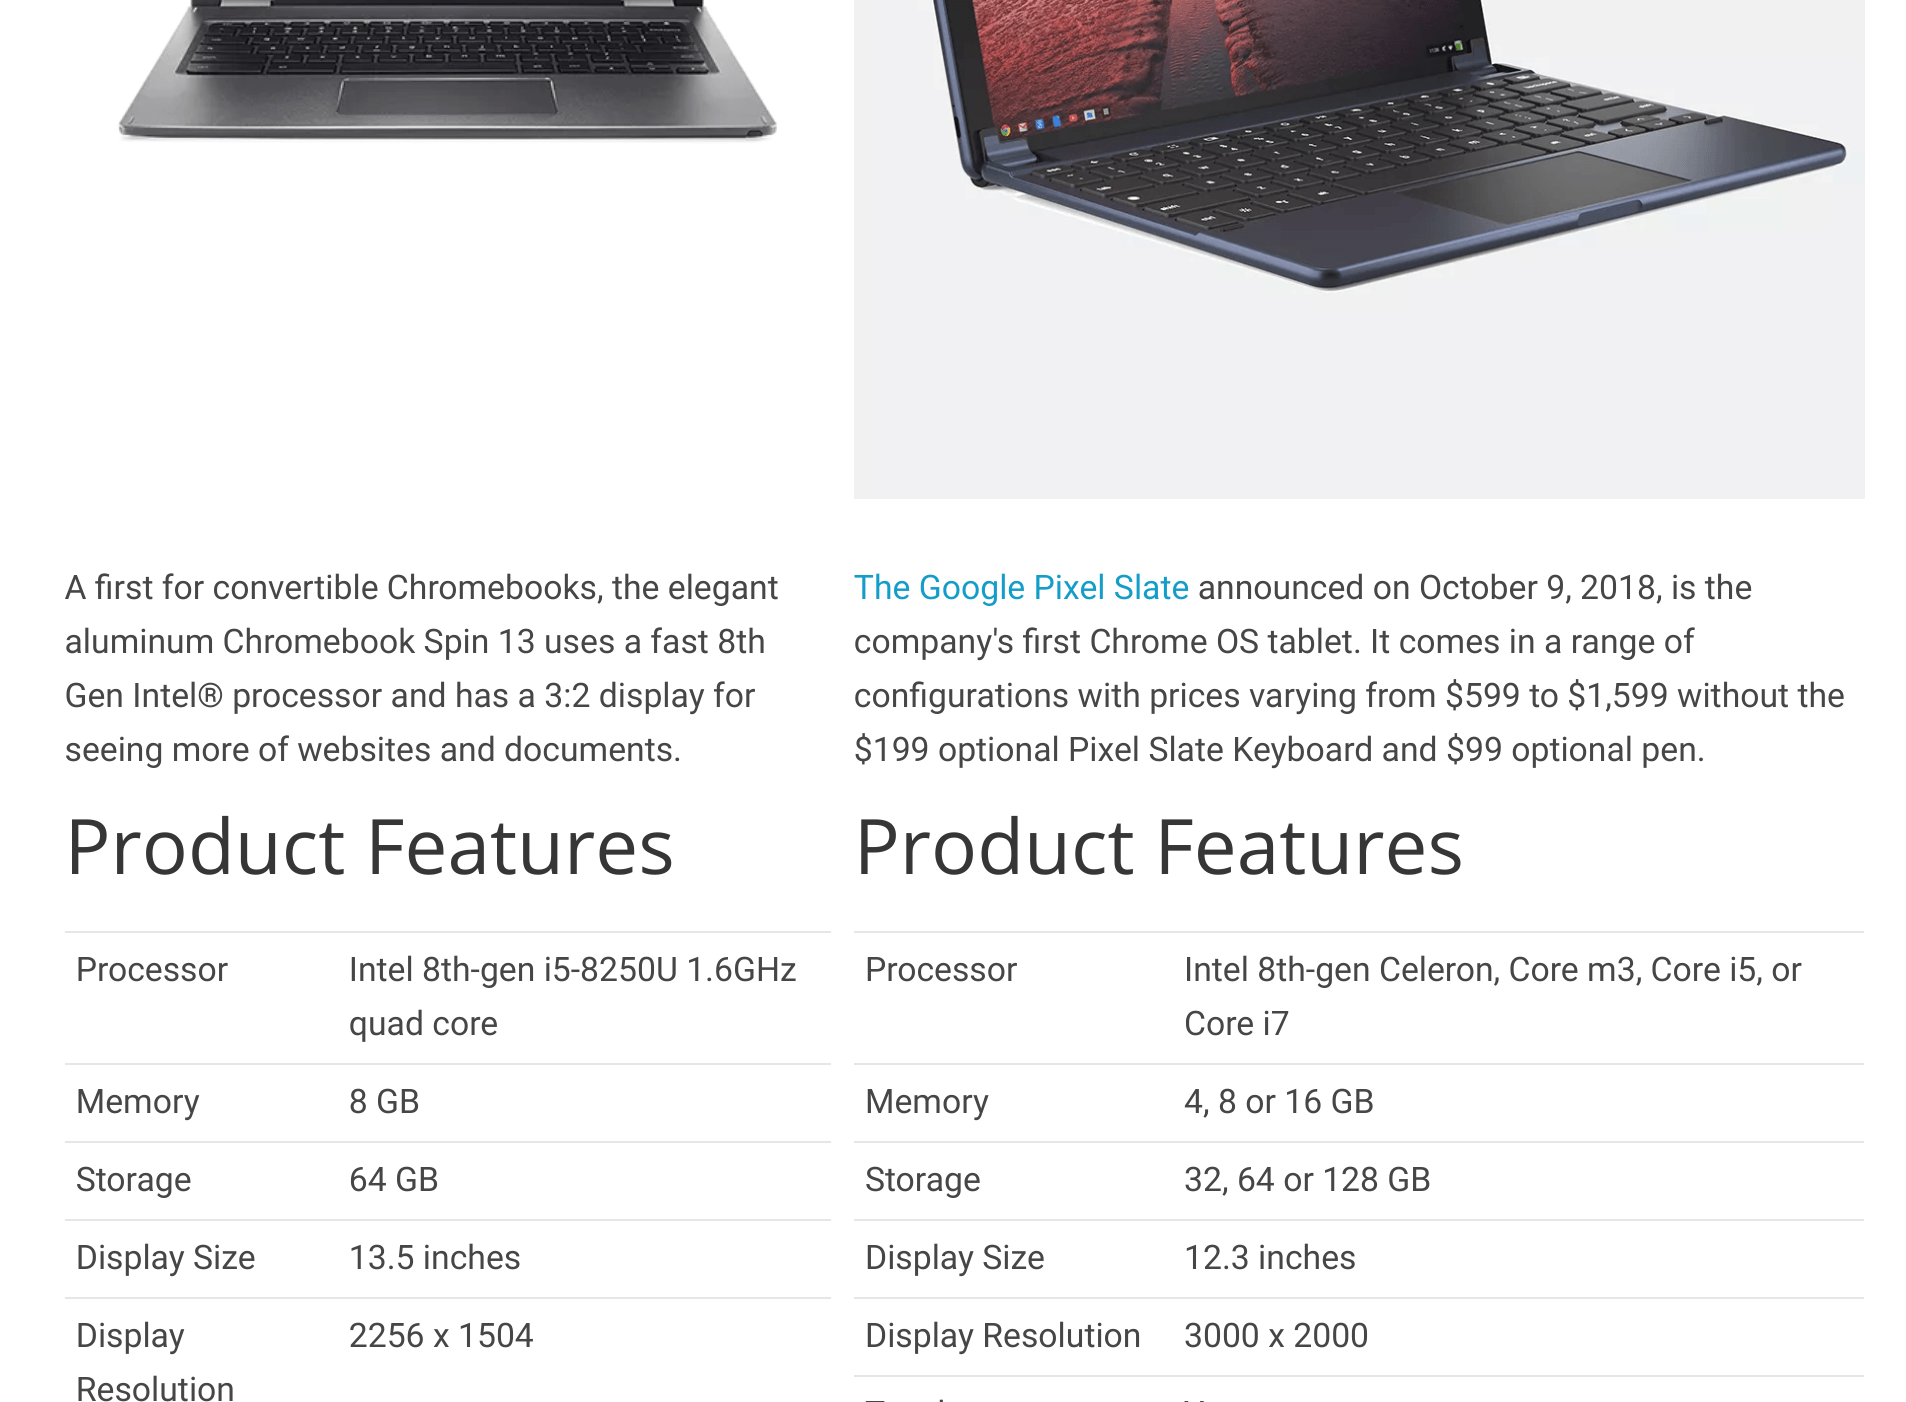 A first for convertible Chromebooks, the elegant
aluminum Chromebook Spin 13 uses a fast 8th
Gen Intel® processor and has a 3:2 display for
seeing more of websites and documents.
Product Features
Processor Intel 8th-gen i5-8250U 1.6GHz
quad core
Memory 8 GB
Storage 64 GB
Display Size 13.5 inches
Display 2256 x 1504
Resolution
The Google Pixel Slate announced on October 9, 2018, is the
company's first Chrome OS tablet. It comes in a range of
configurations with prices varying from $599 to $1,599 without the
$199 optional Pixel Slate Keyboard and $99 optional pen.
Product Features
Processor Intel 8th-gen Celeron, Core m3, Core i5, or
Core i7
Memory 4, 8 or 16 GB
Storage 32, 64 or 128 GB
Display Size 12.3 inches
Display Resolution 3000 x 2000